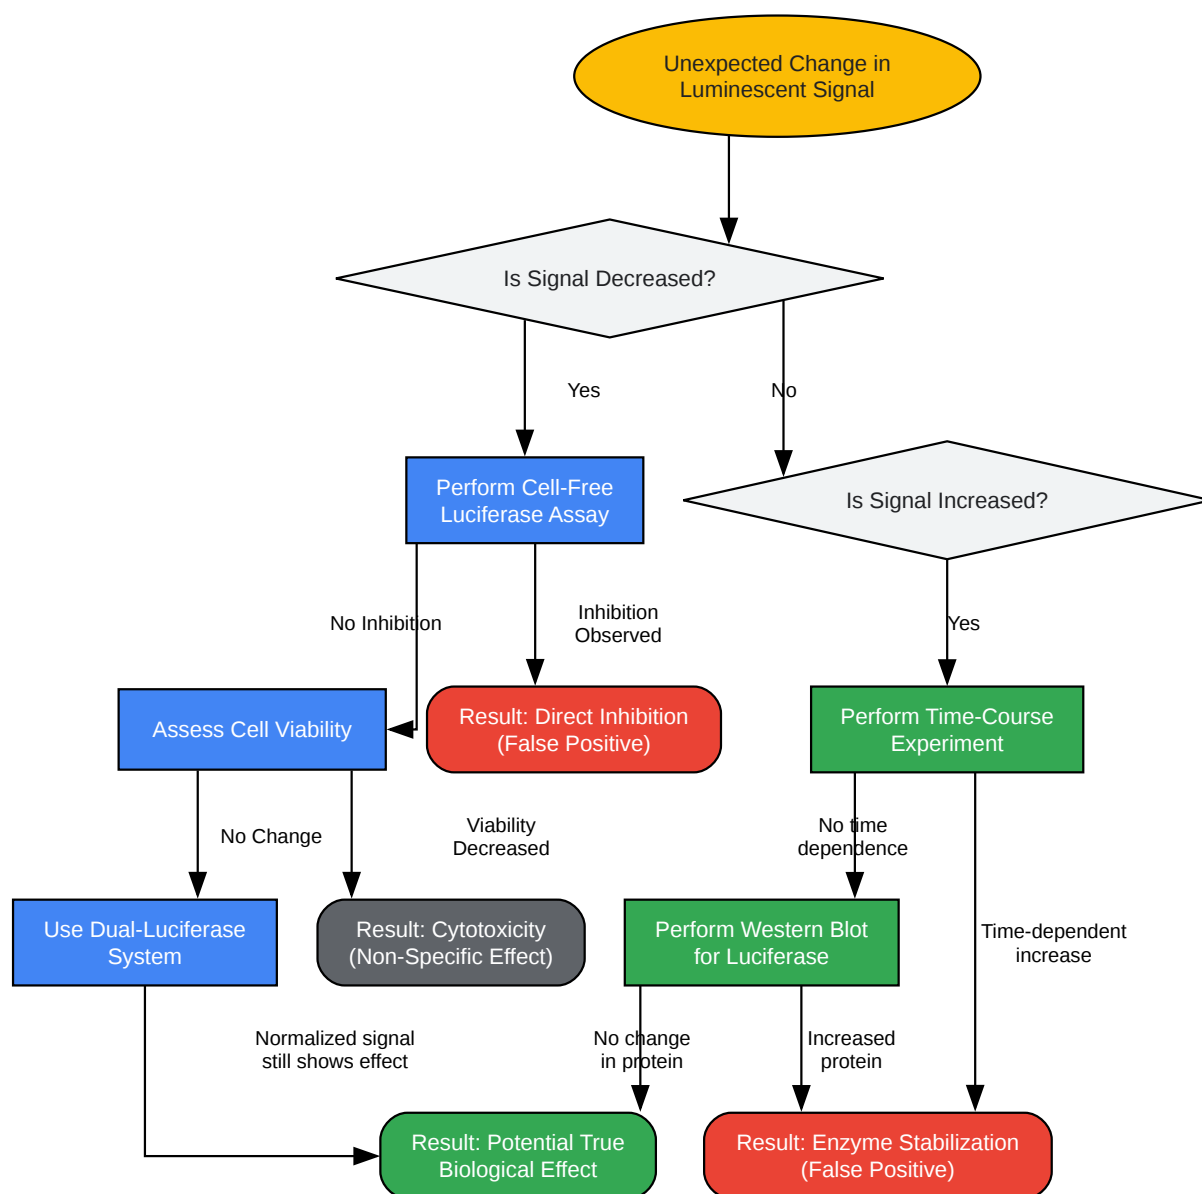 Unexpected Change in
Luminescent Signal
Is Signal Decreased?
Yes
No
Perform Cell-Free
Luciferase Assay
Is Signal Increased?
No Inhibition
Inhibition
Observed
Yes
Assess Cell Viability
Result: Direct Inhibition
(False Positive)
Perform Time-Course
Experiment
No Change
Viability
Decreased
No time
dependence
Use Dual-Luciferase
System
Result: Cytotoxicity
(Non-Specific Effect)
Perform Western Blot
for Luciferase
Time-dependent
increase
Normalized signal
still shows effect
No change
in protein
Increased
protein
Result: Potential True
Biological Effect
Result: Enzyme Stabilization
(False Positive)